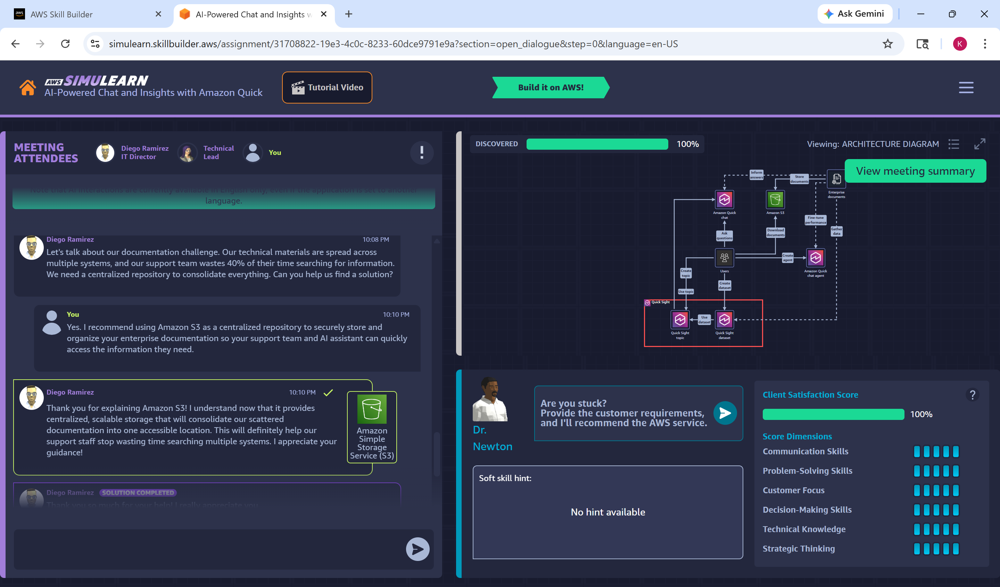 aws
AWS Skill Builder
AI-Powered Chat and Insights w
Ask Gemini
simulearn.skillbuilder.aws/assignment/31708822-19e3-4c0c-8233-60dce9791e9a?section=open_dialogue&step=0&language=en-US
K
AWS SIMULEARN
AI-Powered Chat and Insights with Amazon Quick
Tutorial Video
Build it on AWS!
MEETING
ATTENDEES
Diego Ramirez
IT Director
Technical
Lead
You
!
Note that AI interactions are currently available in English only, even if the application is set to another
language.
Diego Ramirez
10:08 PM
Let's talk about our documentation challenge. Our technical materials are spread across
multiple systems, and our support team wastes 40% of their time searching for information.
We need a centralized repository to consolidate everything. Can you help us find a solution?
You
10:10 PM
Yes. I recommend using Amazon S3 as a centralized repository to securely store and
organize your enterprise documentation so your support team and AI assistant can quickly
access the information they need.
Diego Ramirez
10:10 PM
Thank you for explaining Amazon S3! I understand now that it provides
centralized, scalable storage that will consolidate our scattered
documentation into one accessible location. This will definitely help our
support staff stop wasting time searching multiple systems. I appreciate your
guidance!
Amazon
Simple
Storage
Service (S3)
Diego Ramirez
SOLUTION COMPLETED
Thank you so much for your help! I really appreciate you
DISCOVERED
100%
Viewing: ARCHITECTURE DIAGRAM
View meeting summary
Inform
answers
Store
documents
Enterprise
documents
Amazon Quick
chat
Amazon S3
Fine-tune
performance
Gather
data
Ask
questions
Download
documents
Users
Create
agent
Amazon Quick
chat agent
Create
topic
Create
dataset
Use topic
Quick Sight
Use
dataset
Quick Sight
topic
Quick Sight
dataset
Dr.
Newton
Are you stuck?
Provide the customer requirements,
and I'll recommend the AWS service.
Soft skill hint:
No hint available
Client Satisfaction Score
?
100%
Score Dimensions
Communication Skills
Problem-Solving Skills
Customer Focus
Decision-Making Skills
Technical Knowledge
Strategic Thinking